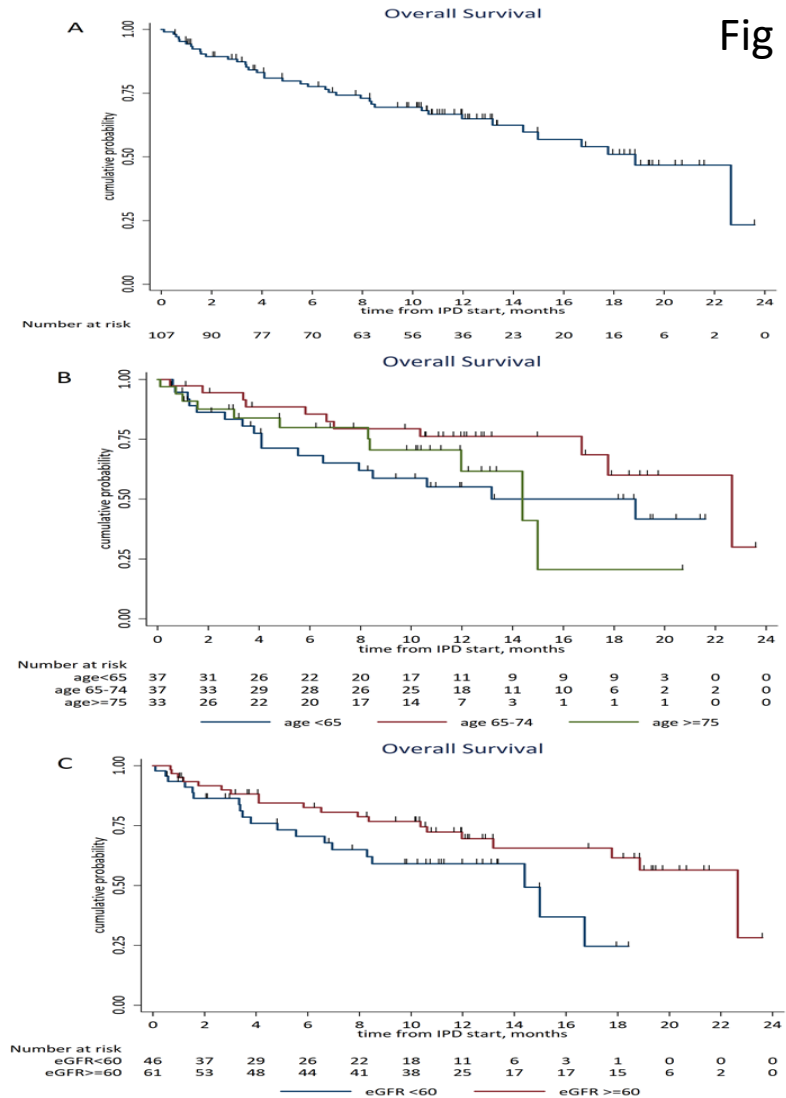 Fig
A
Overall Survival
cumulative probability
1.00
0.75
0.50
0.25
0.00
0 2 4 6 8 10 12 14 16 18 20 22 24
time from IPD start, months
Number at risk
107 90 77 70 63 56 36 23 20 16 6 2 0
B
Overall Survival
cumulative probability
1.00
0.75
0.50
0.25
0.00
0 2 4 6 8 10 12 14 16 18 20 22 24
time from IPD start, months
Number at risk
age<65 37 31 26 22 20 17 11 9 9 9 3 0 0
age 65-74 37 33 29 28 26 25 18 11 10 6 2 2 0
age>=75 33 26 22 20 17 14 7 3 1 1 1 0 0
age <65 age 65-74 age >=75
C
Overall Survival
cumulative probability
1.00
0.75
0.50
0.25
0.00
0 2 4 6 8 10 12 14 16 18 20 22 24
time from IPD start, months
Number at risk
eGFR<60 46 37 29 26 22 18 11 6 3 1 0 0 0
eGFR>=60 61 53 48 44 41 38 25 17 17 15 6 2 0
eGFR <60 eGFR >=60